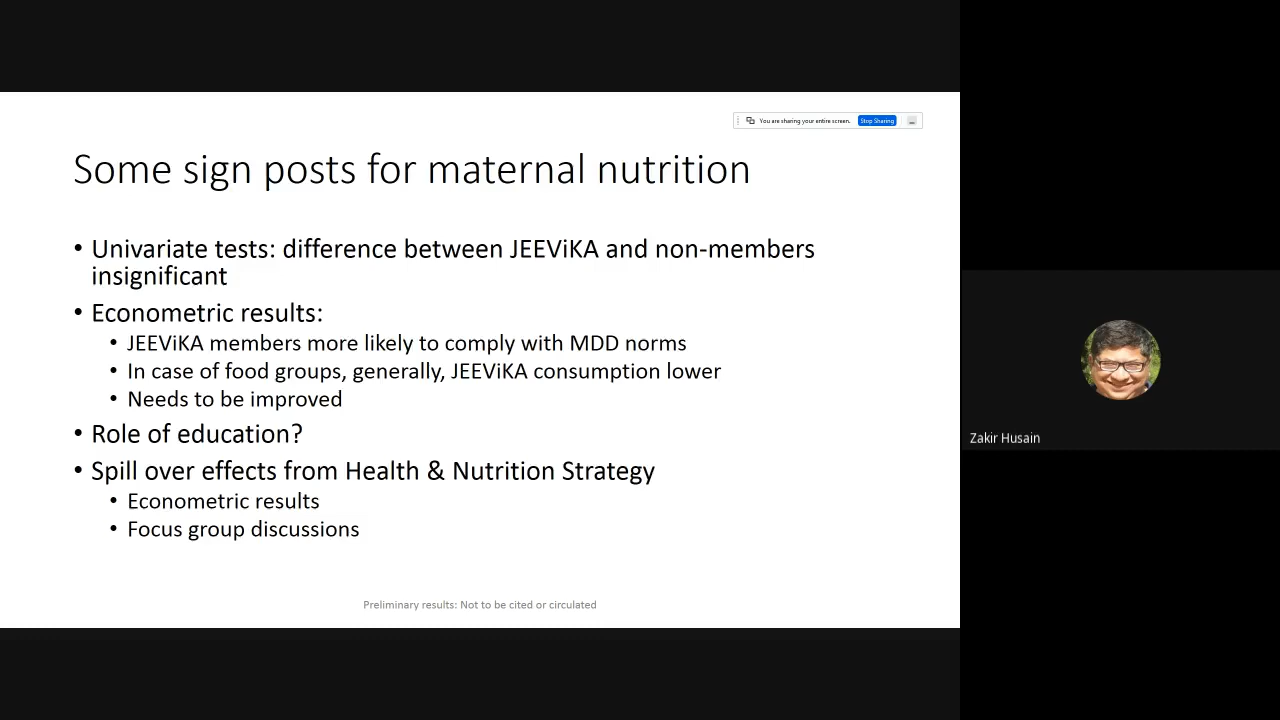 You are sharing your entire screen. Stop Sharing
Some sign posts for maternal nutrition
• Univariate tests: difference between JEEViKA and non-members
insignificant
• Econometric results:
• JEEViKA members more likely to comply with MDD norms
• In case of food groups, generally, JEEViKA consumption lower
• Needs to be improved
• Role of education?
• Spill over effects from Health & Nutrition Strategy
• Econometric results
• Focus group discussions
Preliminary results: Not to be cited or circulated
Zakir Husain